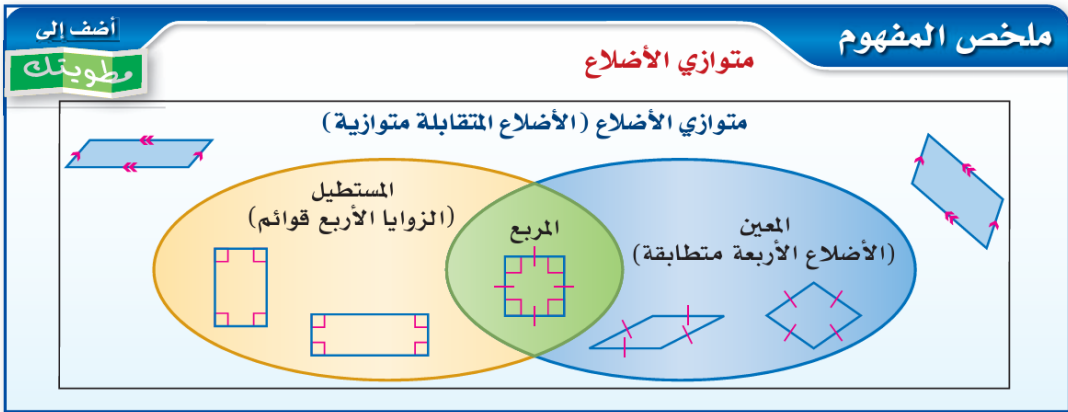 ملخص المفهوم
أضف إلى
مطويتك
متوازي الأضلاع
متوازي الأضلاع (الأضلاع المتقابلة متوازية)
المعين
(الأضلاع الأربعة متطابقة)
المربع
المستطيل
(الزوايا الأربع قوائم)